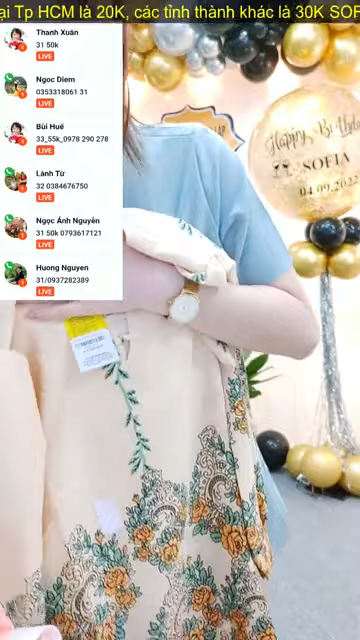 ại Tp HCM là 20K, các tỉnh thành khác là 30K SOF
Thanh Xuân
31 50k
LIVE
Ngoc Diem
0353318061 31
LIVE
Bùi Huế
33_55k_0978 290 278
LIVE
Lành Từ
32 0384676750
LIVE
Ngọc Ánh Nguyễn
31 50k 0793617121
LIVE
Huong Nguyen
31/0937282389
LIVE
Happy Birthday
SOFIA
04.09.2022